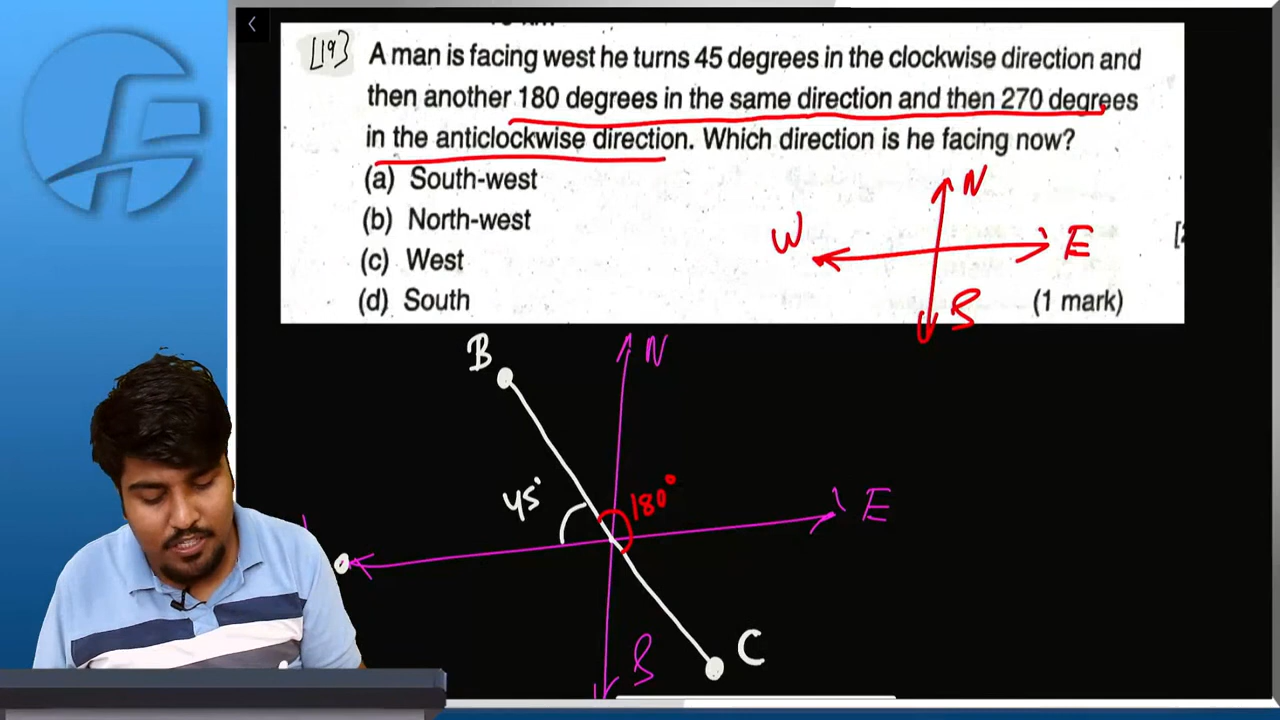 [19] A man is facing west he turns 45 degrees in the clockwise direction and
then another 180 degrees in the same direction and then 270 degrees
in the anticlockwise direction. Which direction is he facing now?
(a) South-west
(b) North-west
(c) West
(d) South
(1 mark)
N
W
E
S
B
N
45°
180°
E
S
C